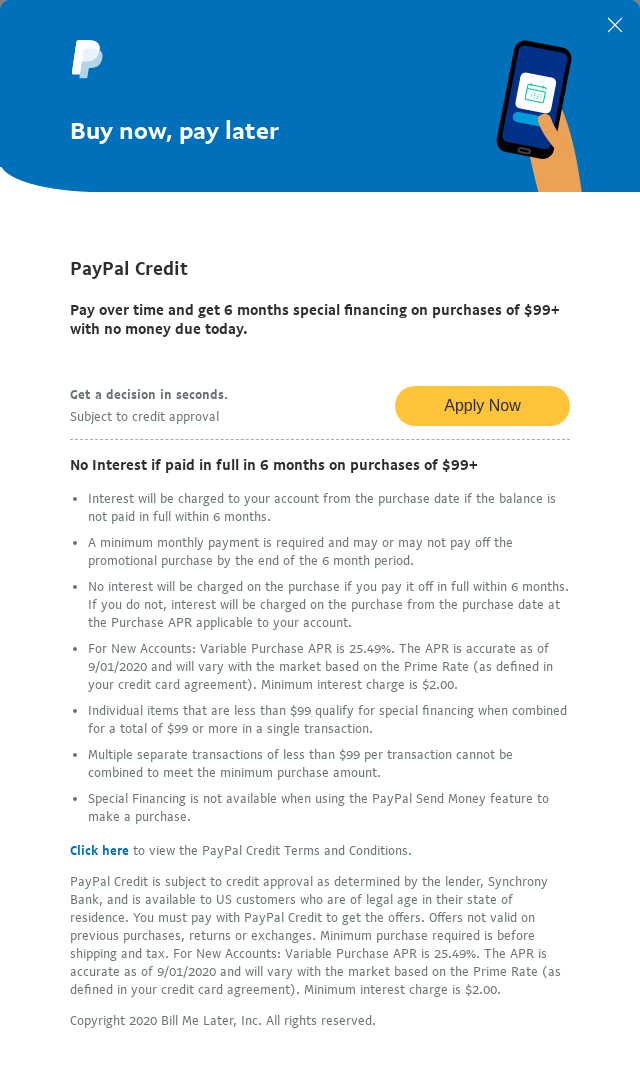 Buy now, pay later
PayPal Credit
Pay over time and get 6 months special financing on purchases of $99+
with no money due today.
Get a decision in seconds.
Subject to credit approval
Apply Now
No Interest if paid in full in 6 months on purchases of $99+
• Interest will be charged to your account from the purchase date if the balance is
not paid in full within 6 months.
• A minimum monthly payment is required and may or may not pay off the
promotional purchase by the end of the 6 month period.
• No interest will be charged on the purchase if you pay it off in full within 6 months.
If you do not, interest will be charged on the purchase from the purchase date at
the Purchase APR applicable to your account.
• For New Accounts: Variable Purchase APR is 25.49%. The APR is accurate as of
9/01/2020 and will vary with the market based on the Prime Rate (as defined in
your credit card agreement). Minimum interest charge is $2.00.
• Individual items that are less than $99 qualify for special financing when combined
for a total of $99 or more in a single transaction.
• Multiple separate transactions of less than $99 per transaction cannot be
combined to meet the minimum purchase amount.
• Special Financing is not available when using the PayPal Send Money feature to
make a purchase.
Click here to view the PayPal Credit Terms and Conditions.
PayPal Credit is subject to credit approval as determined by the lender, Synchrony
Bank, and is available to US customers who are of legal age in their state of
residence. You must pay with PayPal Credit to get the offers. Offers not valid on
previous purchases, returns or exchanges. Minimum purchase required is before
shipping and tax. For New Accounts: Variable Purchase APR is 25.49%. The APR is
accurate as of 9/01/2020 and will vary with the market based on the Prime Rate (as
defined in your credit card agreement). Minimum interest charge is $2.00.
Copyright 2020 Bill Me Later, Inc. All rights reserved.